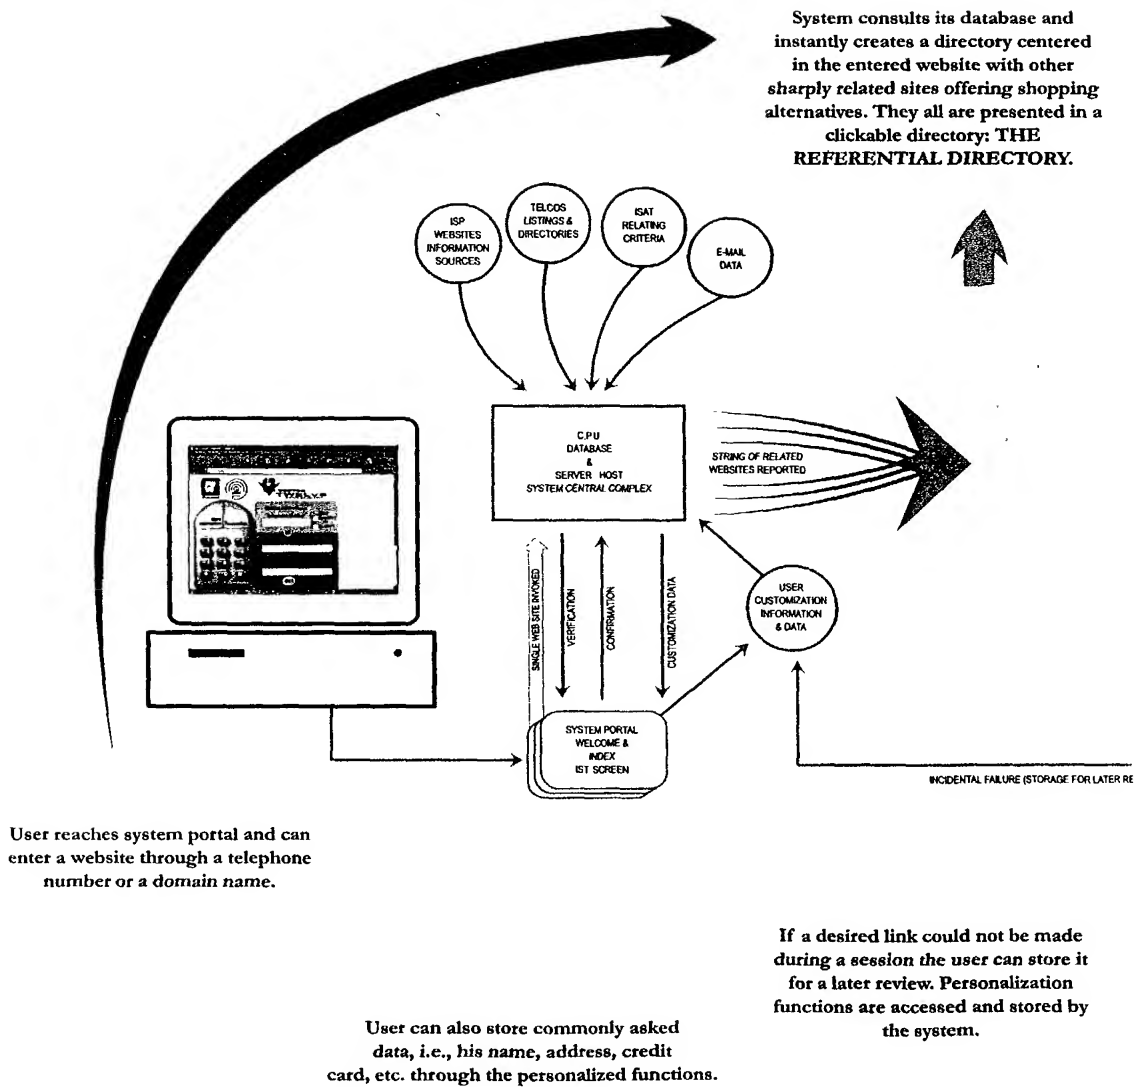 System consults its database and
instantly creates a directory centered
in the entered website with other
sharply related sites offering shopping
alternatives. They all are presented in a
clickable directory: THE
REFERENTIAL DIRECTORY.
ISP
WEBSITES
INFORMATION
SOURCES
TELCOS
LISTINGS &
DIRECTORIES
ISAT
RELATING
CRITERIA
E-MAIL
DATA
C.P.U
DATABASE
&
SERVER HOST
SYSTEM CENTRAL COMPLEX
STRING OF RELATED
WEBSITES REPORTED
SINGLE WEB SITE INVOKED
VERIFICATION
CONFIRMATION
CUSTOMIZATION DATA
USER
CUSTOMIZATION
INFORMATION
& DATA
SYSTEM PORTAL
WELCOME &
INDEX
IST SCREEN
INCIDENTAL FAILURE (STORAGE FOR LATER RE
User reaches system portal and can
enter a website through a telephone
number or a domain name.
If a desired link could not be made
during a session the user can store it
for a later review. Personalization
functions are accessed and stored by
the system.
User can also store commonly asked
data, i.e., his name, address, credit
card, etc. through the personalized functions.